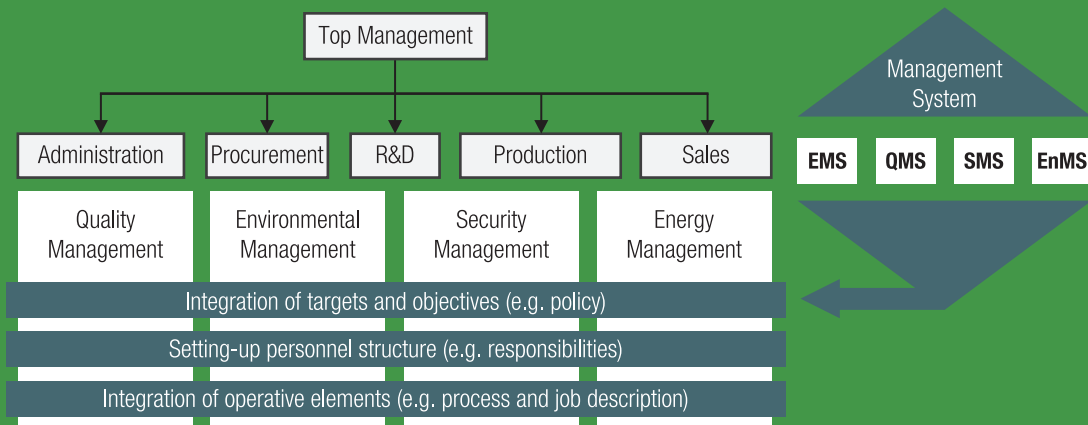 Top Management
Administration
Procurement
R&D
Production
Sales
Quality
Management
Environmental
Management
Security
Management
Energy
Management
Integration of targets and objectives (e.g. policy)
Setting-up personnel structure (e.g. responsibilities)
Integration of operative elements (e.g. process and job description)
Management
System
EMS
QMS
SMS
EnMS